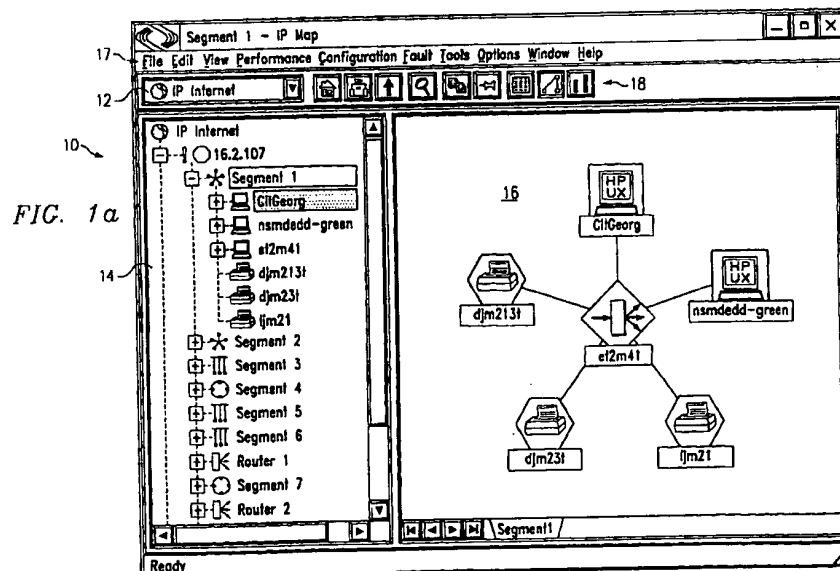 Segment 1 - IP Map
17
File Edit View Performance Configuration Fault Tools Options Window Help
12
IP Internet
18
10
FIG. 1a
14
IP Internet
16.2.107
Segment 1
CltGeorg
nsmdedd-green
et2m41
djm213t
djm23t
ljm21
Segment 2
Segment 3
Segment 4
Segment 5
Segment 6
Router 1
Segment 7
Router 2
16
HP
UX
CltGeorg
djm213t
HP
UX
nsmdedd-green
et2m41
djm23t
ljm21
Segment1
Ready